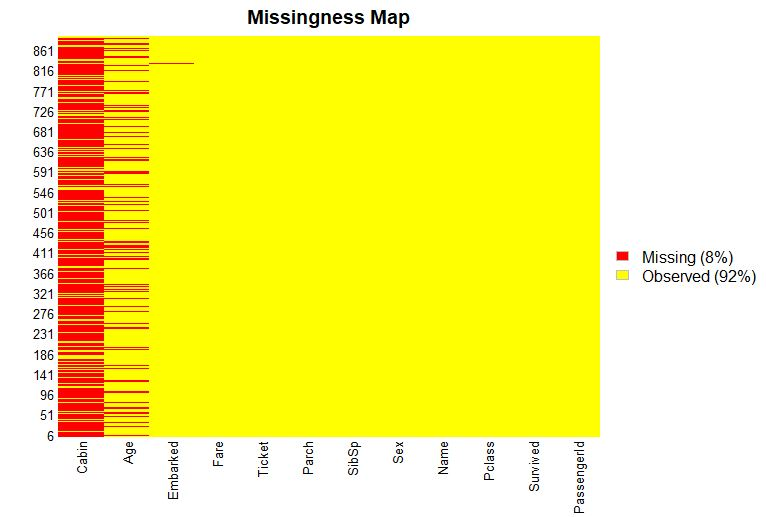 Missingness Map
861
816
771
726
681
636
591
546
501
456
411
366
321
276
231
186
141
96
51
6
Missing (8%)
Observed (92%)
Cabin
Age
Embarked
Fare
Ticket
Parch
SibSp
Sex
Name
Pclass
Survived
PassengerId